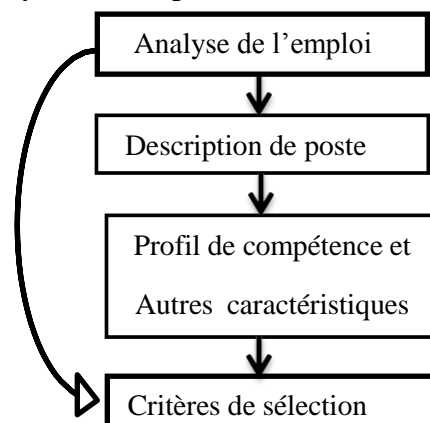 Analyse de l’emploi
Description de poste
Profil de compétence et
Autres caractéristiques
Critères de sélection